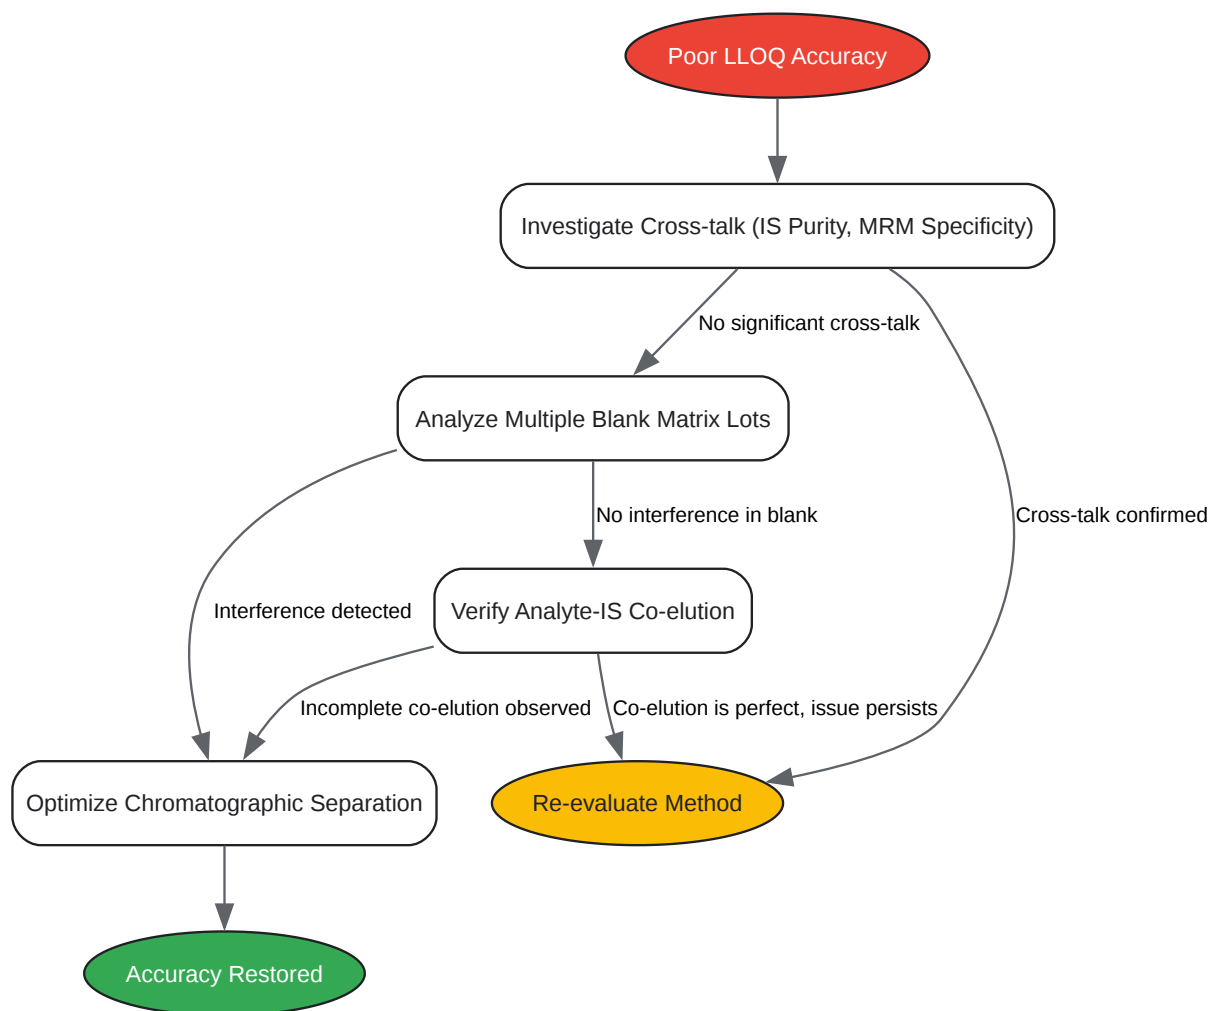 Poor LLOQ Accuracy
Investigate Cross-talk (IS Purity, MRM Specificity)
No significant cross-talk
Analyze Multiple Blank Matrix Lots
No interference in blank
Cross-talk confirmed
Interference detected
Verify Analyte-IS Co-elution
Incomplete co-elution observed
Co-elution is perfect, issue persists
Optimize Chromatographic Separation
Re-evaluate Method
Accuracy Restored